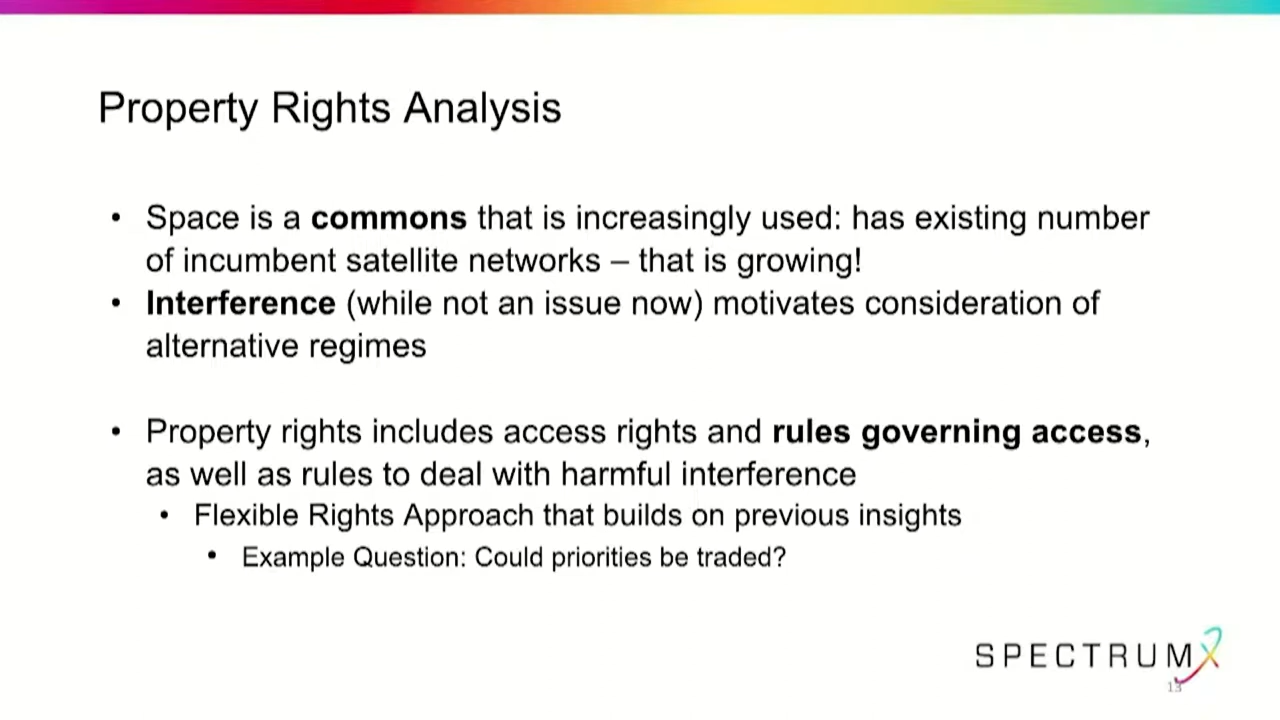 Property Rights Analysis
• Space is a commons that is increasingly used: has existing number
of incumbent satellite networks – that is growing!
• Interference (while not an issue now) motivates consideration of
alternative regimes
• Property rights includes access rights and rules governing access,
as well as rules to deal with harmful interference
• Flexible Rights Approach that builds on previous insights
• Example Question: Could priorities be traded?
SPECTRUMX
13